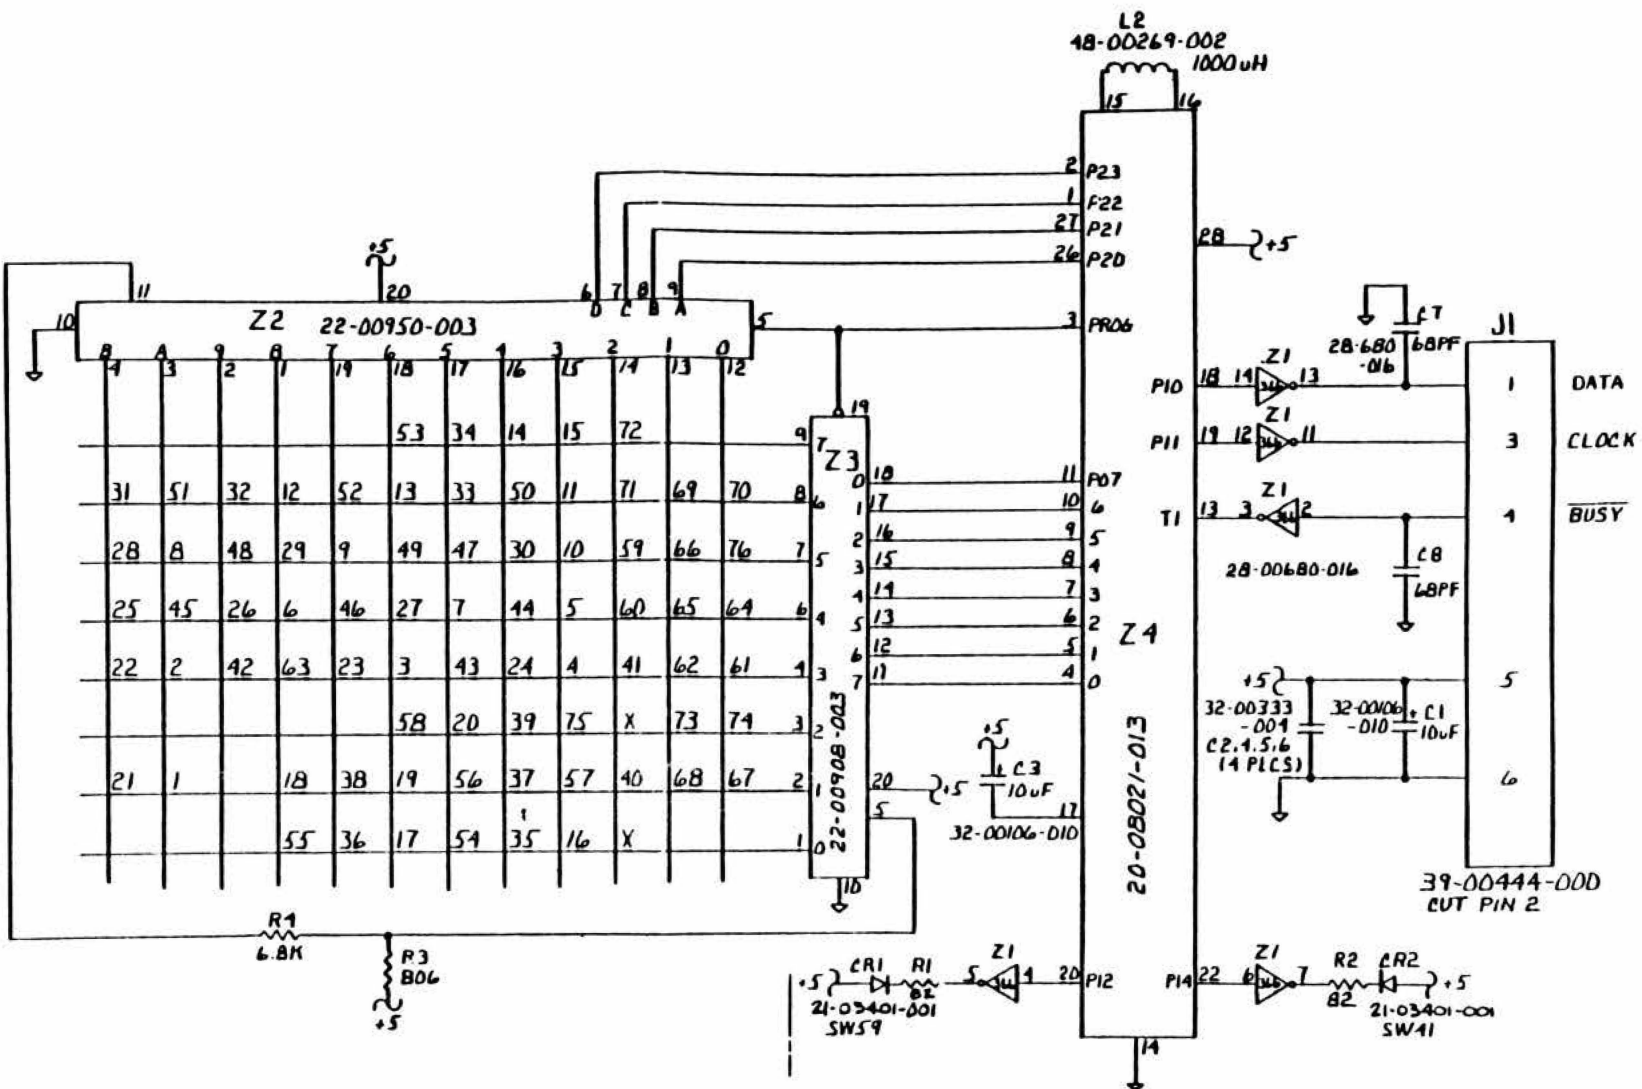 L2
48-00269-002
1000uH
15 16
2 P23
1 P22
27 P21
26 P20
28 +5
+5
11 20 6 7 8 9
D C B A
10 Z2 22-00950-003 5
3 PROG
B A 9 8 7 6 5 4 3 2 1 0
4 3 2 1 19 18 17 16 15 14 13 12
C7
68PF
28-680
-016
J1
P10 18 14 Z1 13 1 DATA
P11 19 12 Z1 11 3 CLOCK
T1 13 3 Z1 2 4 BUSY
28-00680-016
C8
68PF
19
53 34 14 15 72 9 7
Z3
31 51 32 12 52 13 33 50 11 71 69 70 8 6
28 8 48 29 9 49 47 30 10 59 66 76 7 5
25 45 26 6 46 27 7 44 5 60 65 64 6 4
22 2 42 63 23 3 43 24 4 41 62 61 4 3
58 20 39 75 X 73 74 3 2
21 1 18 38 19 56 37 57 40 68 67 2 1
55 36 17 54 35 16 X 1 0
0 18 11 P07
1 17 10 6
2 16 9 5
3 15 8 4
4 14 7 3
5 13 6 2
6 12 5 1
7 11 4 0
22-00908-003
20 +5
5
10
Z4
20-08021-013
+5
C3
10uF
17
32-00106-010
+5 5
32-00333
-004
C2,4,5,6
(4 PLCS)
32-00106
-010
C1
10uF
6
39-00444-00D
CUT PIN 2
R4
6.8K
R3
806
+5
+5 CR1 R1 82 5 Z1 4 20 P12
21-03401-001
SW59
P14 22 6 Z1 7 R2 82 CR2 +5
21-03401-001
SW41
14